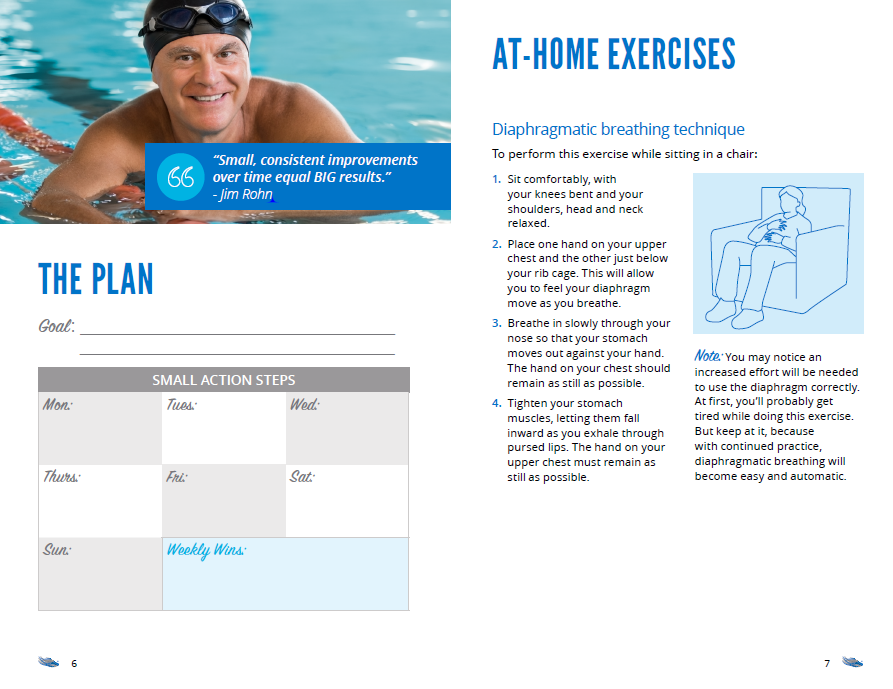 “Small, consistent improvements
over time equal BIG results.”
- Jim Rohn
THE PLAN
Goal:
SMALL ACTION STEPS
Mon:
Tues:
Wed:
Thurs:
Fri:
Sat:
Sun:
Weekly Wins:
6
AT-HOME EXERCISES
Diaphragmatic breathing technique
To perform this exercise while sitting in a chair:
1. Sit comfortably, with
your knees bent and your
shoulders, head and neck
relaxed.
2. Place one hand on your upper
chest and the other just below
your rib cage. This will allow
you to feel your diaphragm
move as you breathe.
3. Breathe in slowly through your
nose so that your stomach
moves out against your hand.
The hand on your chest should
remain as still as possible.
4. Tighten your stomach
muscles, letting them fall
inward as you exhale through
pursed lips. The hand on your
upper chest must remain as
still as possible.
Note: You may notice an
increased effort will be needed
to use the diaphragm correctly.
At first, you’ll probably get
tired while doing this exercise.
But keep at it, because
with continued practice,
diaphragmatic breathing will
become easy and automatic.
7